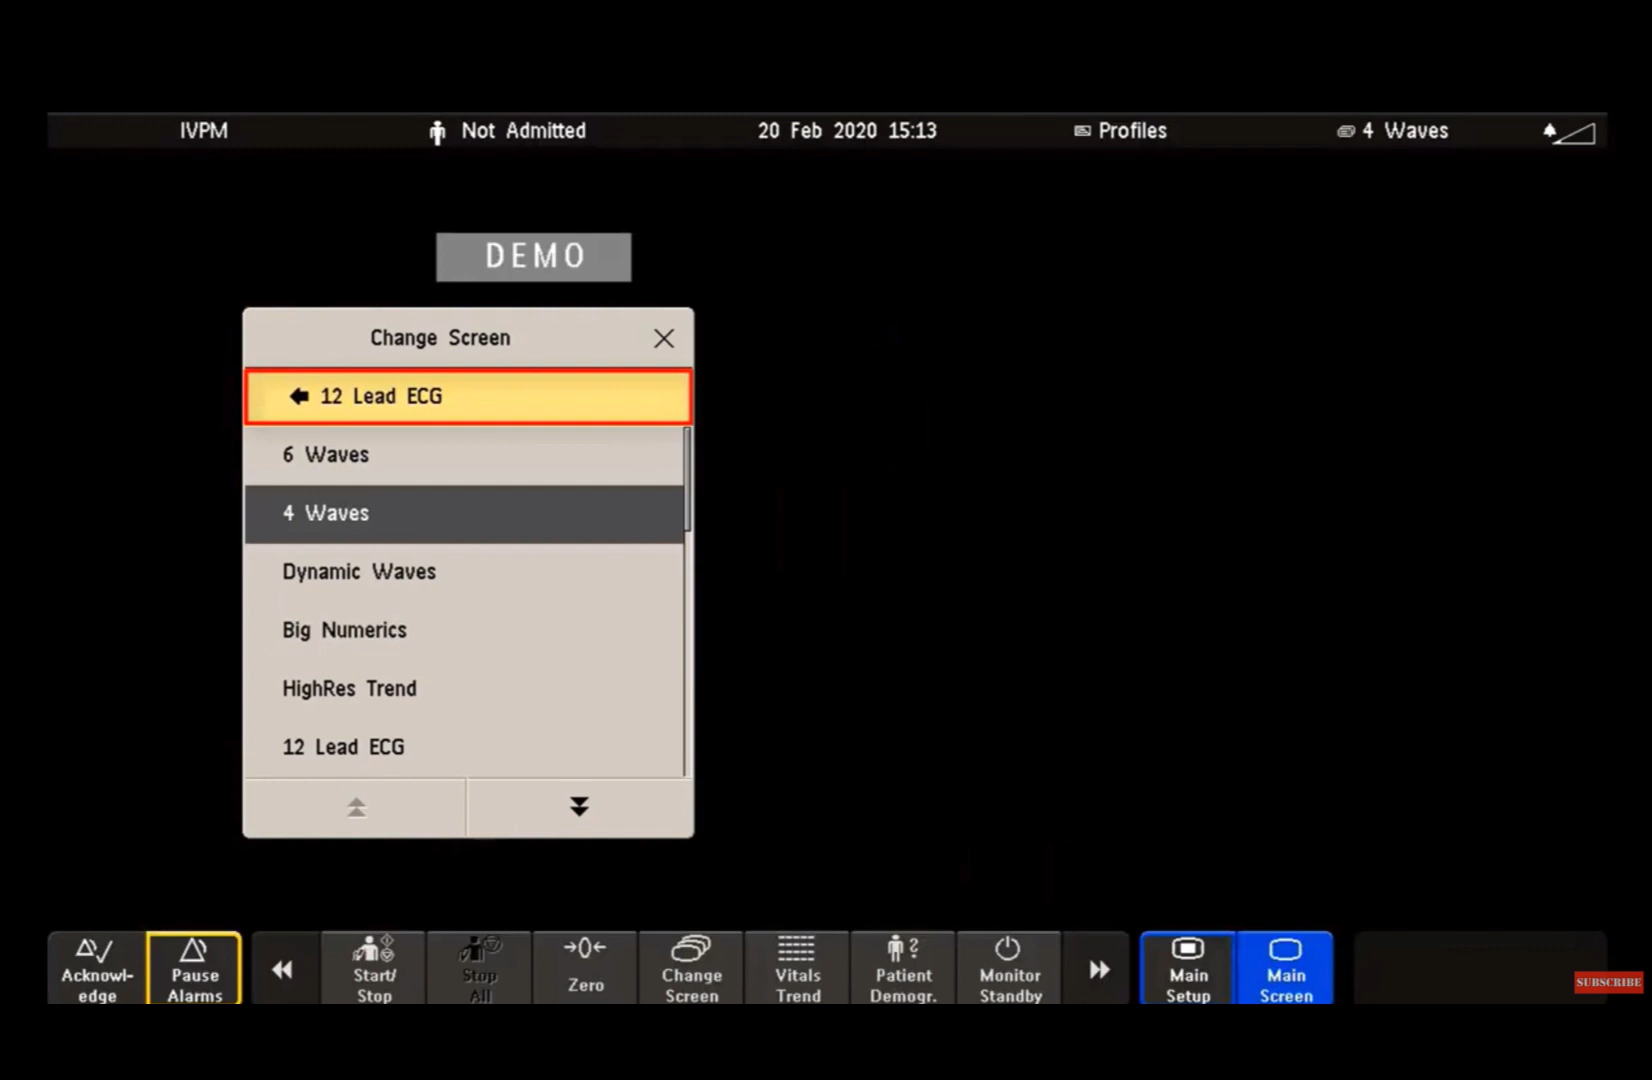 IVPM Not Admitted 20 Feb 2020 15:13 Profiles 4 Waves
DEMO
Change Screen
12 Lead ECG
6 Waves
4 Waves
Dynamic Waves
Big Numerics
HighRes Trend
12 Lead ECG
Acknowl-
edge
Pause
Alarms
Start/
Stop
Stop
All
Zero
Change
Screen
Vitals
Trend
Patient
Demogr.
Monitor
Standby
Main
Setup
Main
Screen
SUBSCRIBE